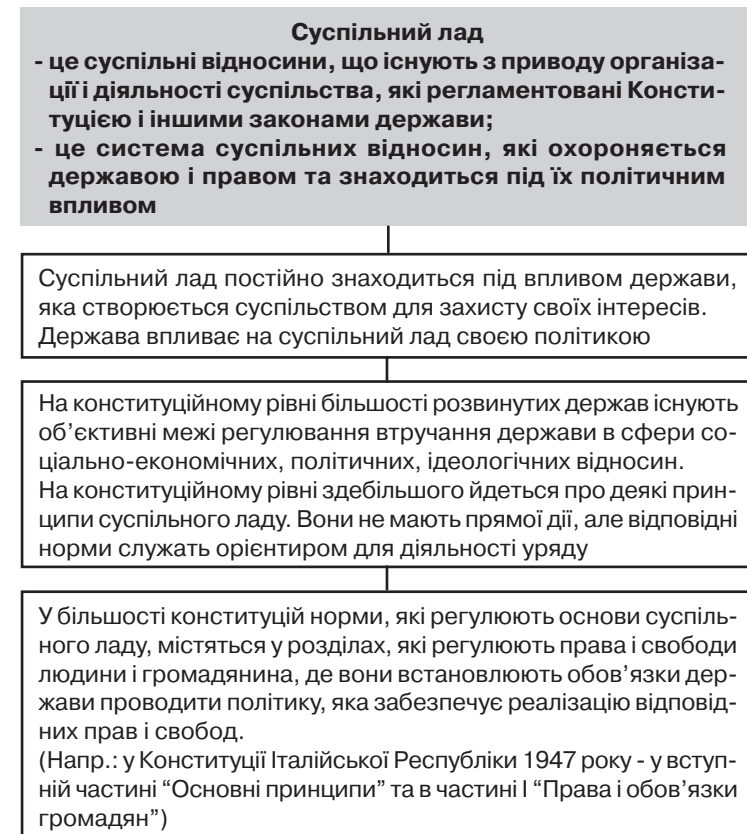 Суспільний лад
- це суспільні відносини, що існують з приводу організа-
ції і діяльності суспільства, які регламентовані Консти-
туцією і іншими законами держави;
- це система суспільних відносин, які охороняється
державою і правом та знаходиться під їх політичним
впливом
Суспільний лад постійно знаходиться під впливом держави,
яка створюється суспільством для захисту своїх інтересів.
Держава впливає на суспільний лад своєю політикою
На конституційному рівні більшості розвинутих держав існують
об’єктивні межі регулювання втручання держави в сфери со-
ціально-економічних, політичних, ідеологічних відносин.
На конституційному рівні здебільшого йдеться про деякі прин-
ципи суспільного ладу. Вони не мають прямої дії, але відповідні
норми служать орієнтиром для діяльності уряду
У більшості конституцій норми, які регулюють основи суспіль-
ного ладу, містяться у розділах, які регулюють права і свободи
людини і громадянина, де вони встановлюють обов’язки дер-
жави проводити політику, яка забезпечує реалізацію відповід-
них прав і свобод.
(Напр.: у Конституції Італійської Республіки 1947 року - у вступ-
ній частині “Основні принципи” та в частині I “Права і обов’язки
громадян”)